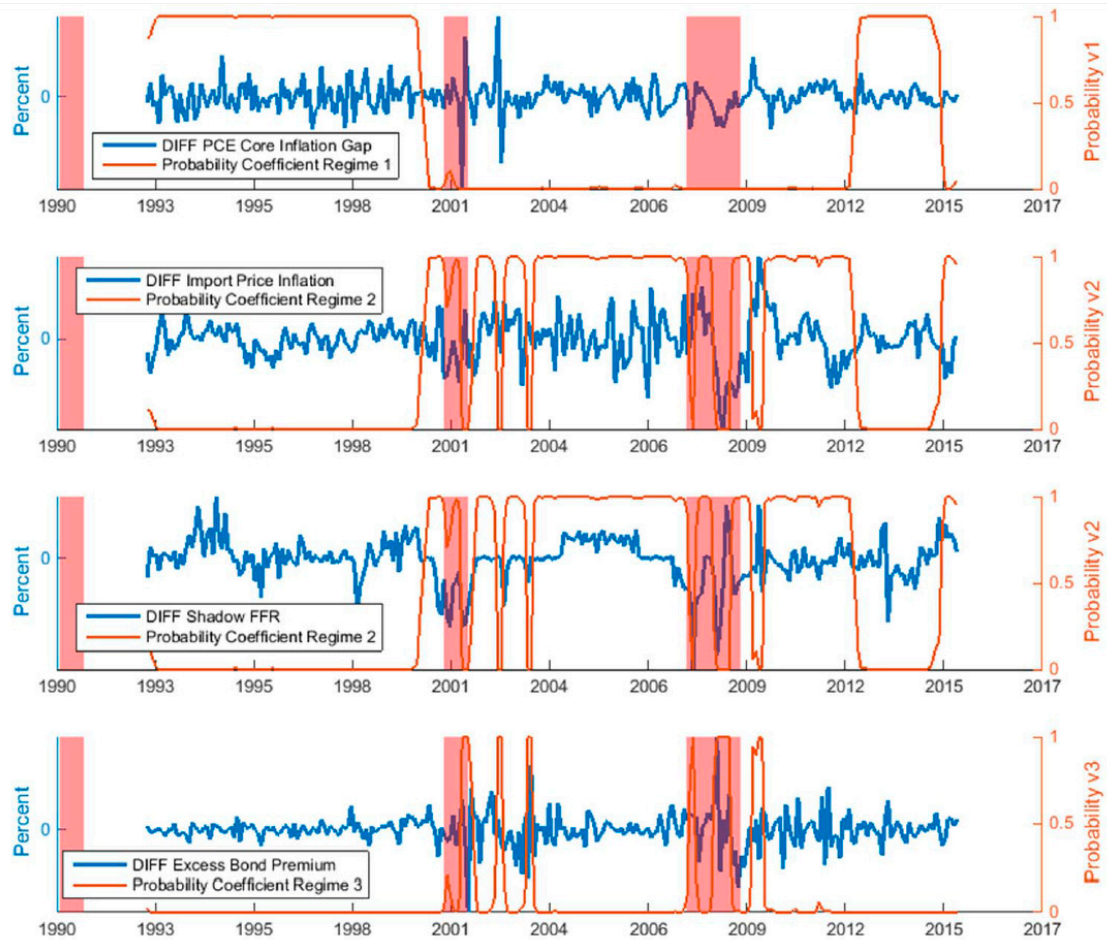 1
0.5
0
0
Percent
Probability v1
DIFF PCE Core Inflation Gap
Probability Coefficient Regime 1
1990 1993 1995 1998 2001 2004 2006 2009 2012 2015 2017
1
0.5
0
0
Percent
Probability v2
DIFF Import Price Inflation
Probability Coefficient Regime 2
1990 1993 1995 1998 2001 2004 2006 2009 2012 2015 2017
1
0.5
0
0
Percent
Probability v2
DIFF Shadow FFR
Probability Coefficient Regime 2
1990 1993 1995 1998 2001 2004 2006 2009 2012 2015 2017
1
0.5
0
0
Percent
Probability v3
DIFF Excess Bond Premium
Probability Coefficient Regime 3
1990 1993 1995 1998 2001 2004 2006 2009 2012 2015 2017